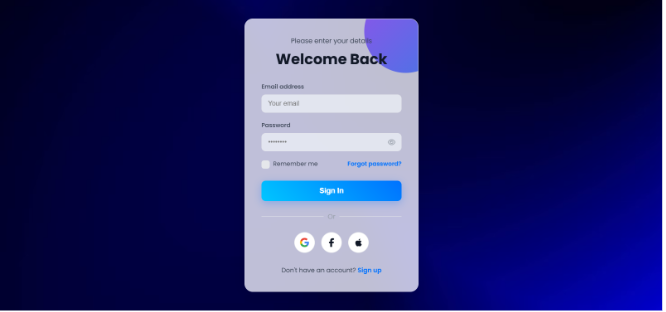 Please enter your details
Welcome Back
Email address
Your email
Password
••••••••
Remember me Forgot password?
Sign In
Or
Don't have an account? Sign up